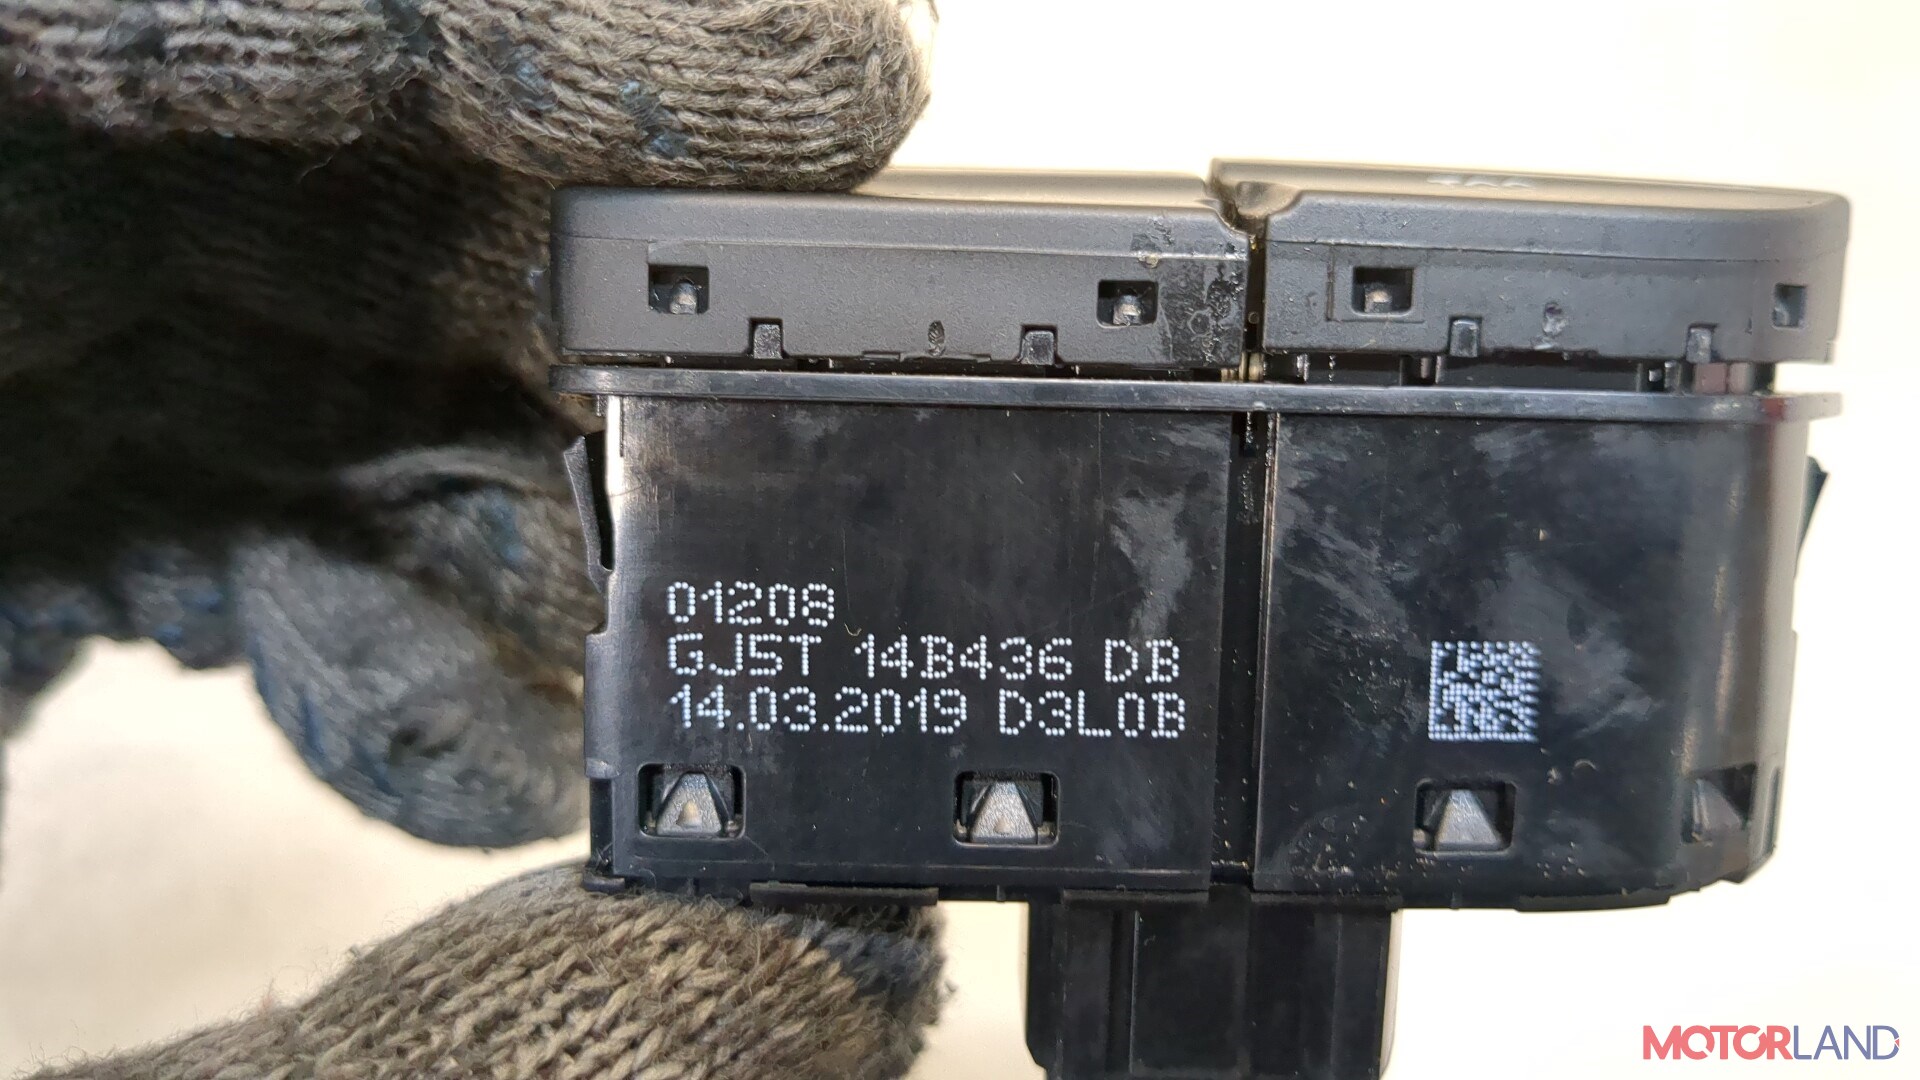 01208
GJ5T 14B436 DB
14.03.2019 D3L0B
MOTORLAND